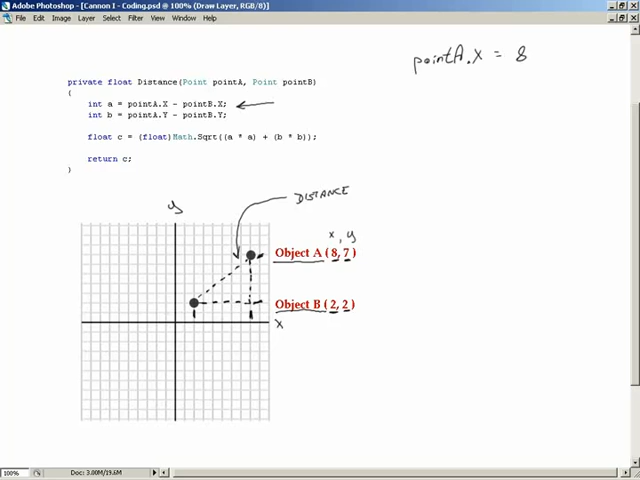 Adobe Photoshop - [Cannon I - Coding.psd @ 100% (Draw Layer, RGB/8)]
File Edit Image Layer Select Filter View Window Help
pointA.X = 8
private float Distance(Point pointA, Point pointB)
{
int a = pointA.X - pointB.X;
int b = pointA.Y - pointB.Y;
float c = (float)Math.Sqrt((a * a) + (b * b));
return c;
}
DISTANCE
y
x, y
Object A (8, 7)
Object B (2, 2)
x
100%
Doc: 3.00M/19.6M